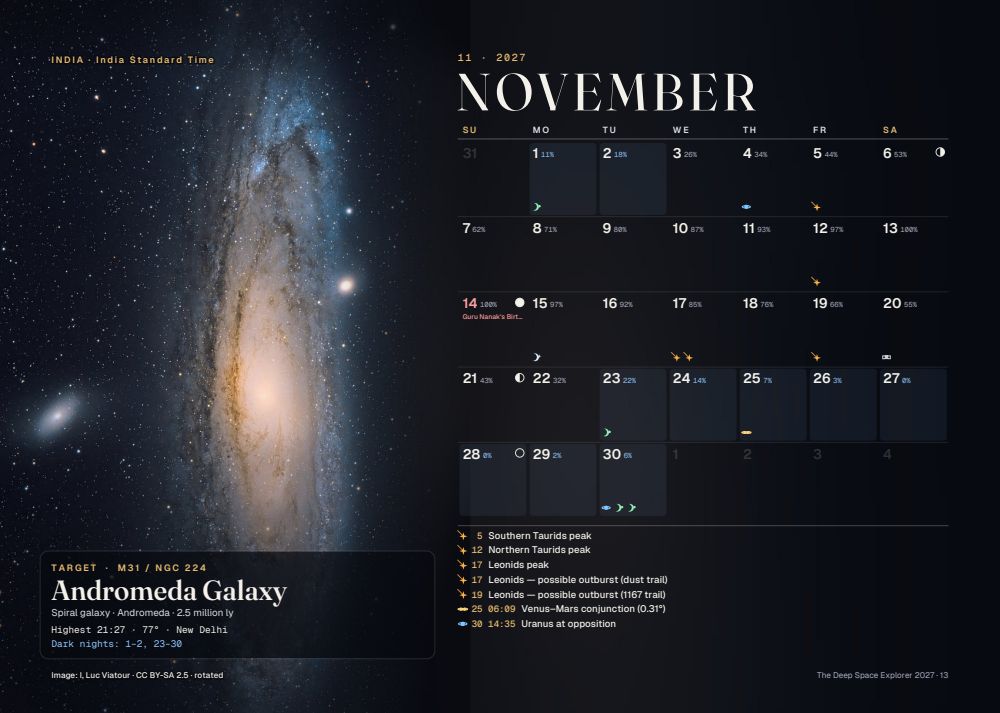 INDIA · India Standard Time
11 · 2027
NOVEMBER
SU MO TU WE TH FR SA
31 1 11% 2 18% 3 26% 4 34% 5 44% 6 53%
7 62% 8 71% 9 80% 10 87% 11 93% 12 97% 13 100%
14 100% 15 97% 16 92% 17 85% 18 76% 19 66% 20 55%
Guru Nanak's Birt...
21 43% 22 32% 23 22% 24 14% 25 7% 26 3% 27 0%
28 0% 29 2% 30 6% 1 2 3 4
5 Southern Taurids peak
12 Northern Taurids peak
17 Leonids peak
17 Leonids — possible outburst (dust trail)
19 Leonids — possible outburst (1167 trail)
25 06:09 Venus–Mars conjunction (0.31°)
30 14:35 Uranus at opposition
TARGET · M31 / NGC 224
Andromeda Galaxy
Spiral galaxy · Andromeda · 2.5 million ly
Highest 21:27 · 77° · New Delhi
Dark nights: 1–2, 23–30
Image: I, Luc Viatour · CC BY-SA 2.5 · rotated
The Deep Space Explorer 2027 · 13